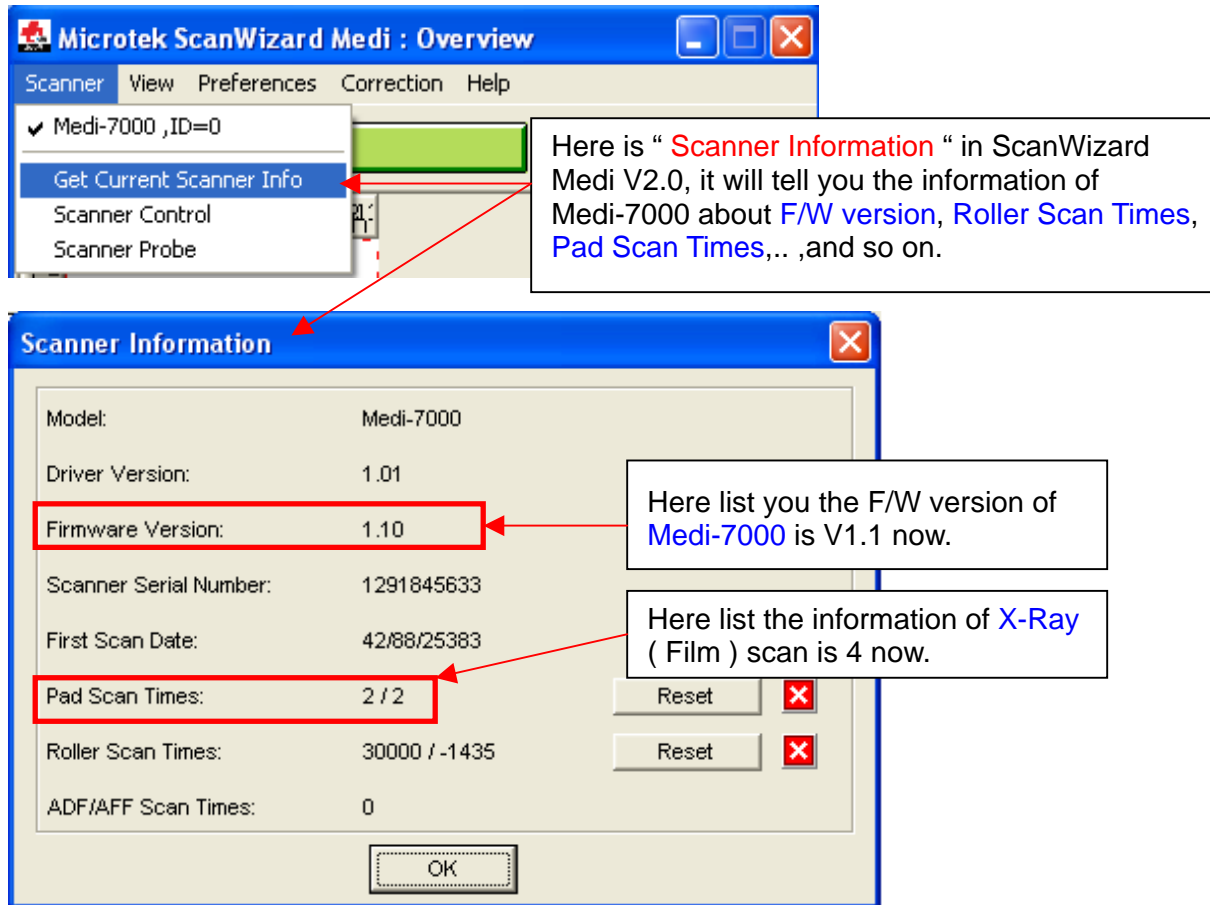 Microtek ScanWizard Medi : Overview
Scanner View Preferences Correction Help
Medi-7000 ,ID=0
Get Current Scanner Info
Scanner Control
Scanner Probe
Here is “ Scanner Information “ in ScanWizard
Medi V2.0, it will tell you the information of
Medi-7000 about F/W version, Roller Scan Times,
Pad Scan Times,.. ,and so on.
Scanner Information
Model: Medi-7000
Driver Version: 1.01
Firmware Version: 1.10
Here list you the F/W version of
Medi-7000 is V1.1 now.
Scanner Serial Number: 1291845633
First Scan Date: 42/88/25383
Here list the information of X-Ray
( Film ) scan is 4 now.
Pad Scan Times: 2 / 2 Reset
Roller Scan Times: 30000 / -1435 Reset
ADF/AFF Scan Times: 0
OK